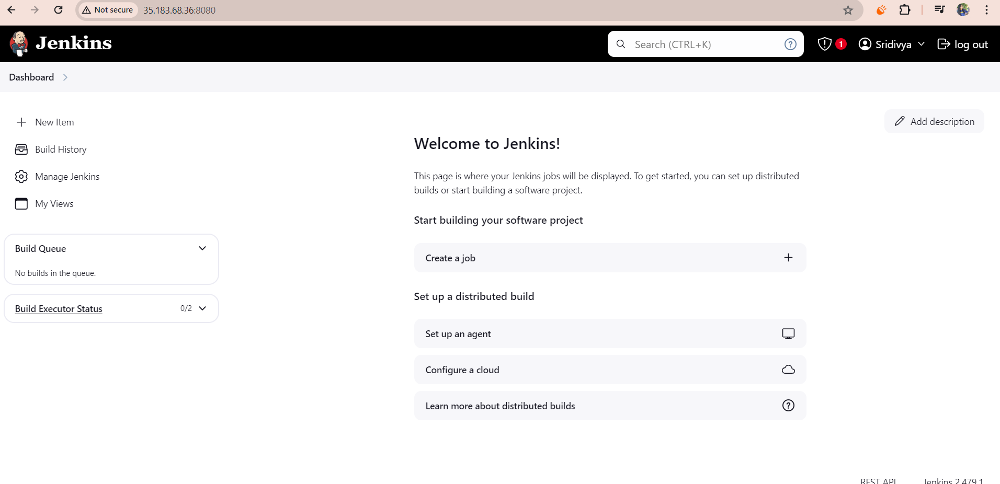 Not secure 35.183.68.36:8080
Jenkins
Search (CTRL+K) ?
1
Sridivya
log out
Dashboard
New Item
Build History
Manage Jenkins
My Views
Build Queue
No builds in the queue.
Build Executor Status 0/2
Add description
Welcome to Jenkins!
This page is where your Jenkins jobs will be displayed. To get started, you can set up distributed
builds or start building a software project.
Start building your software project
Create a job
Set up a distributed build
Set up an agent
Configure a cloud
Learn more about distributed builds ?
REST API Jenkins 2.479.1